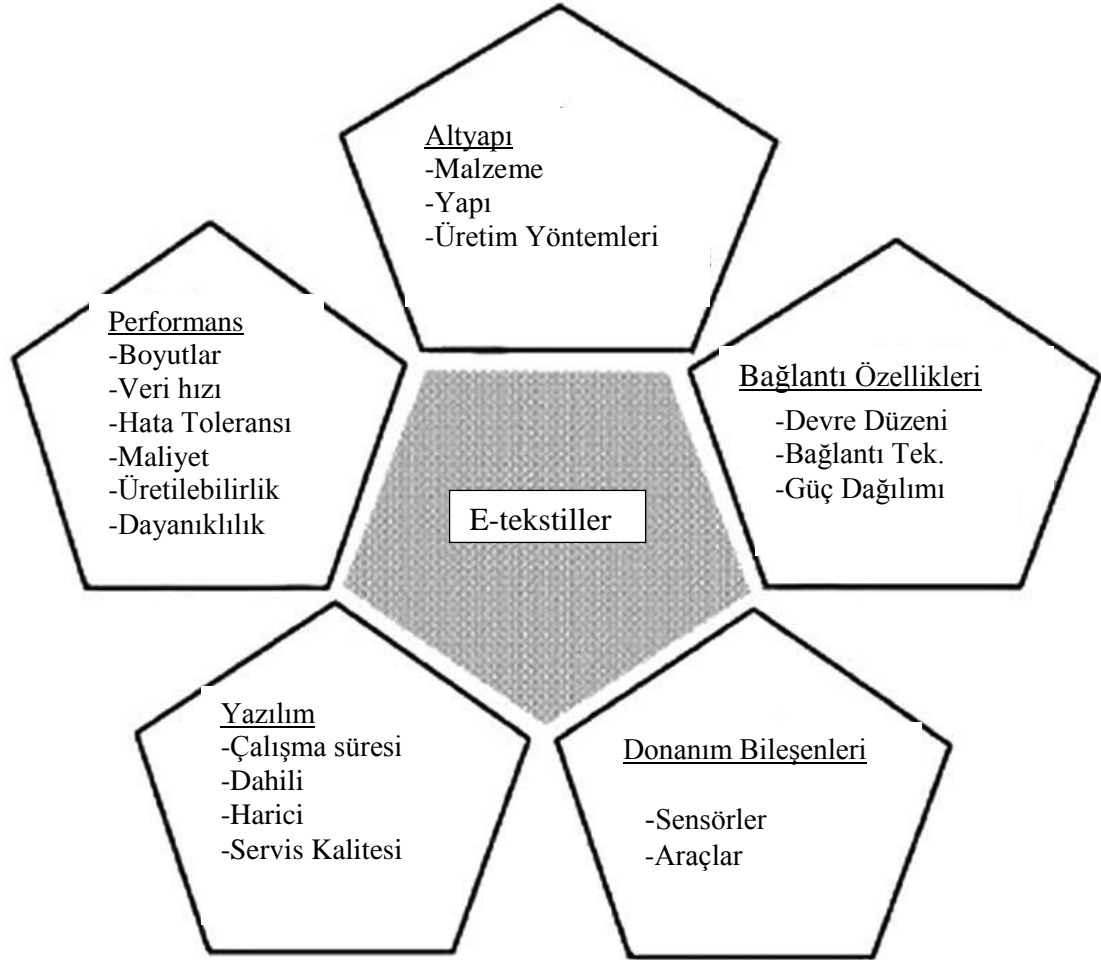 Altyapı
-Malzeme
-Yapı
-Üretim Yöntemleri
Performans
-Boyutlar
-Veri hızı
-Hata Toleransı
-Maliyet
-Üretilebilirlik
-Dayanıklılık
Bağlantı Özellikleri
-Devre Düzeni
-Bağlantı Tek.
-Güç Dağılımı
E-tekstiller
Yazılım
-Çalışma süresi
-Dahili
-Harici
-Servis Kalitesi
Donanım Bileşenleri
-Sensörler
-Araçlar